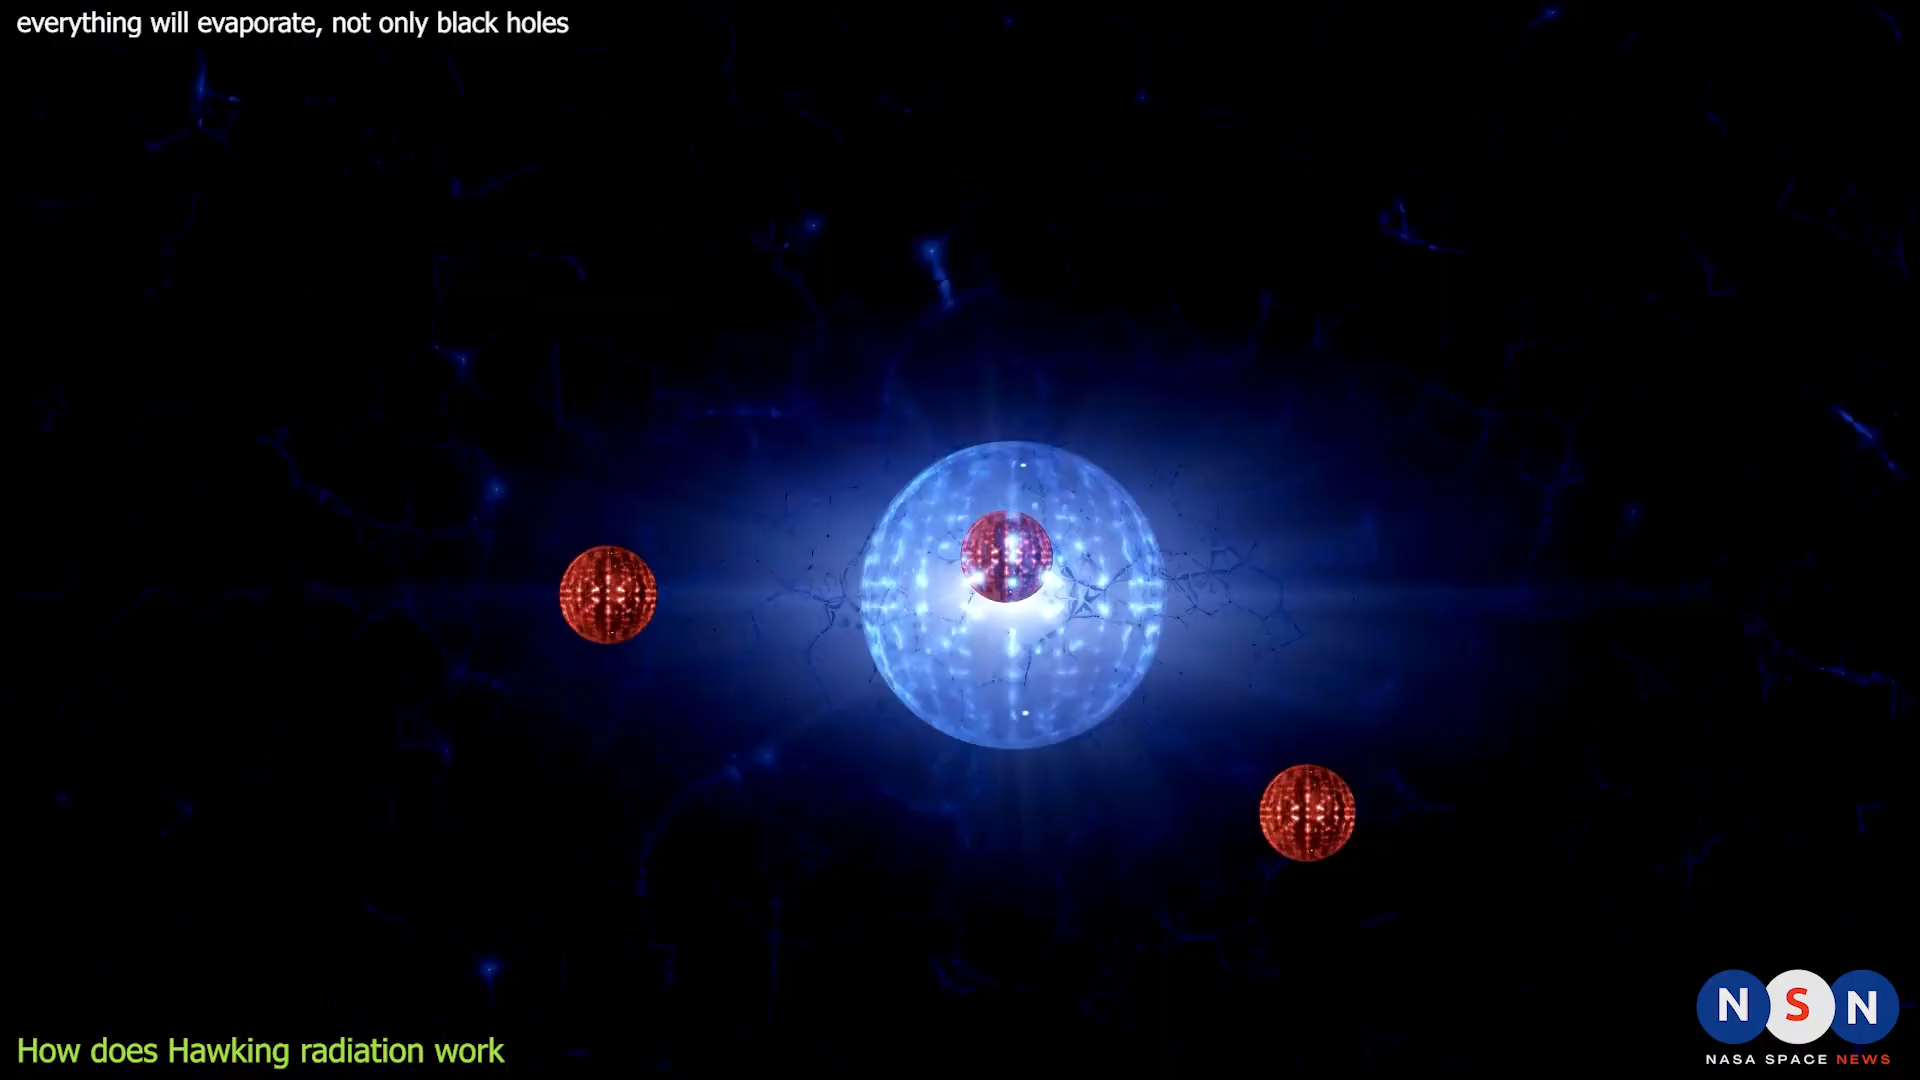 everything will evaporate, not only black holes
How does Hawking radiation work
NSN
NASA SPACE NEWS